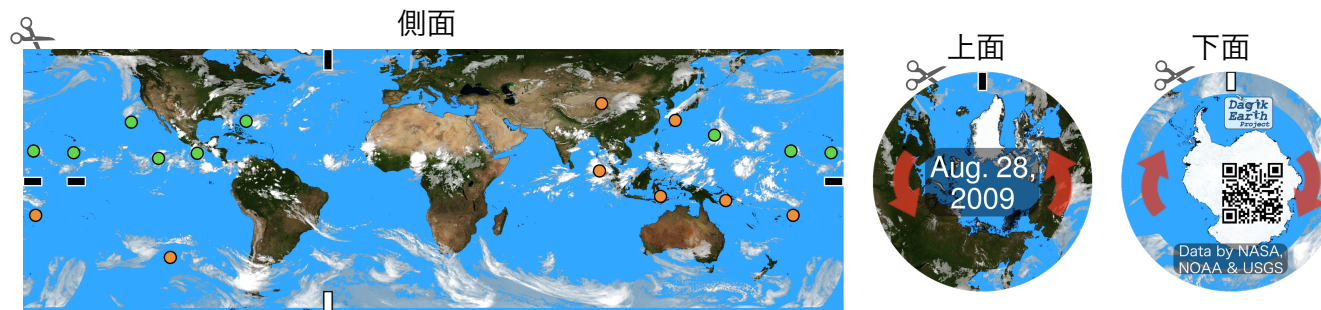 側面
上面
下面
Aug. 28,
2009
Dagik
Earth
Project
Data by NASA,
NOAA & USGS